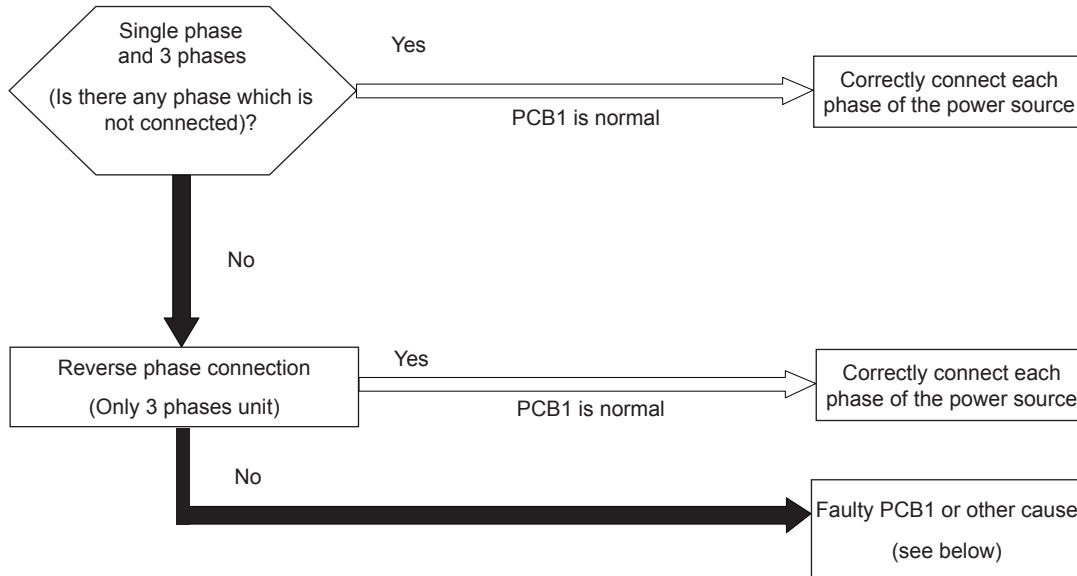 Single phase
and 3 phases
(Is there any phase which is
not connected)?
Yes
PCB1 is normal
Correctly connect each
phase of the power source
No
Reverse phase connection
(Only 3 phases unit)
Yes
PCB1 is normal
Correctly connect each
phase of the power source
No
Faulty PCB1 or other cause
(see below)